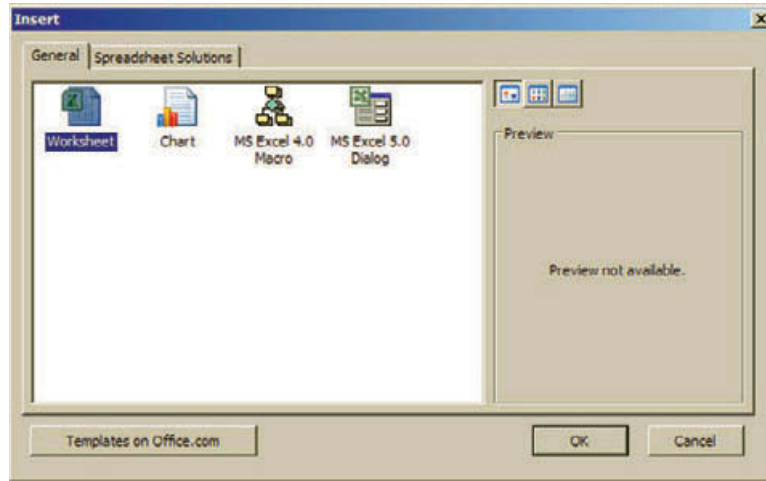 Insert
General Spreadsheet Solutions
Worksheet Chart MS Excel 4.0 Macro MS Excel 5.0 Dialog
Preview
Preview not available.
Templates on Office.com OK Cancel